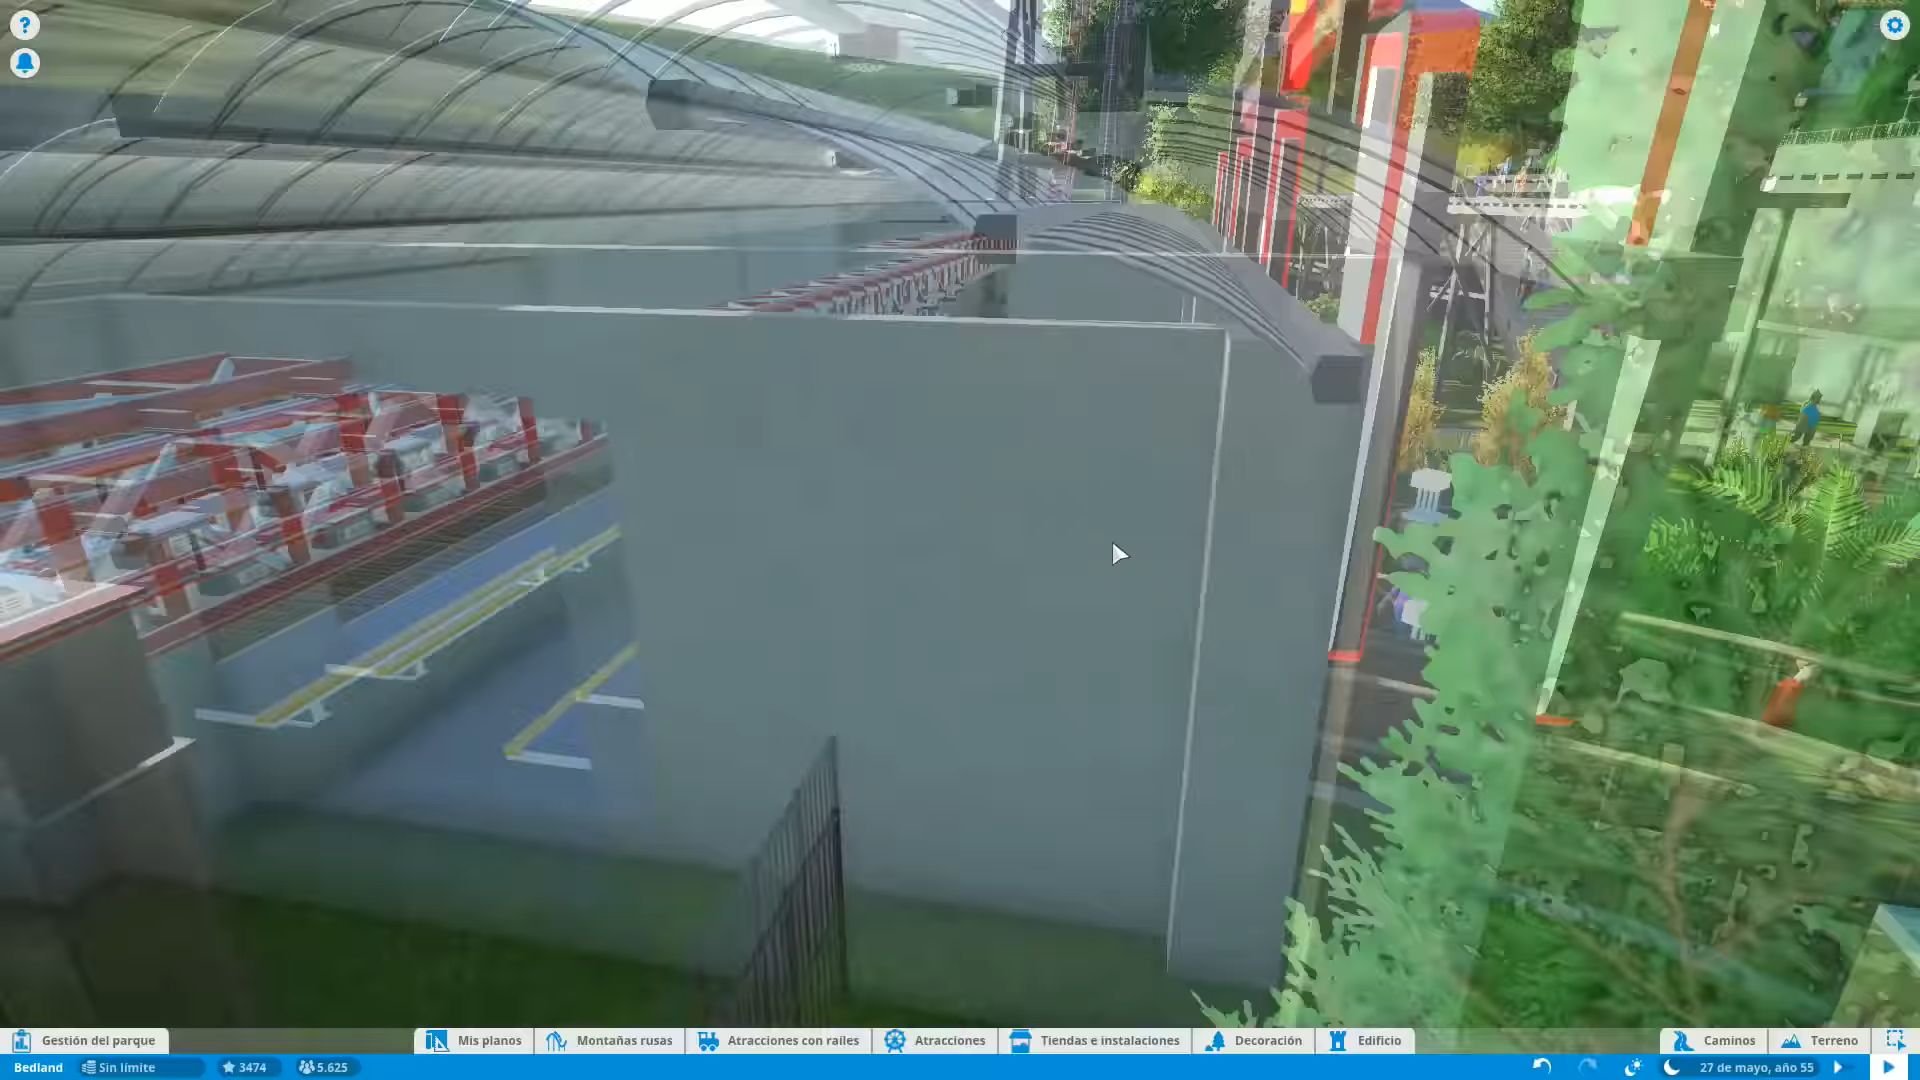 ?
Gestión del parque
Mis planos
Montañas rusas
Atracciones con raíles
Atracciones
Tiendas e instalaciones
Decoración
Edificio
Caminos
Terreno
Bedland
Sin límite
3474
5.625
27 de mayo, año 55